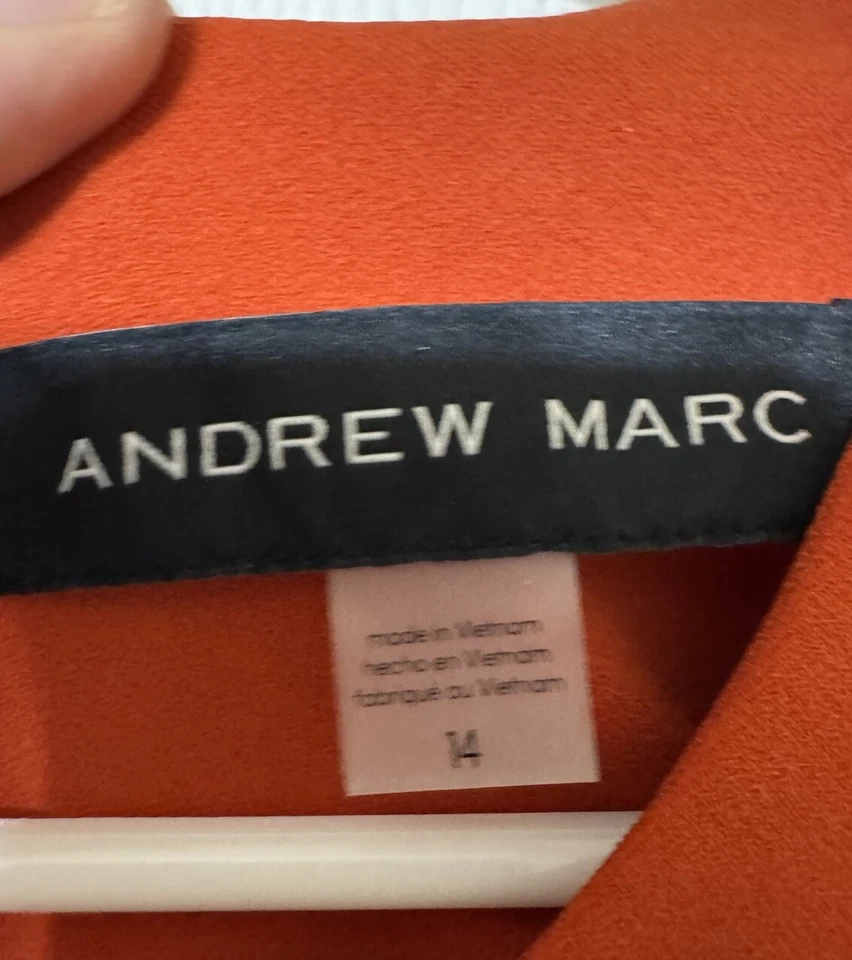 ANDREW MARC
made in Vietnam
hecho en Vietnam
fabriqué au Vietnam
14